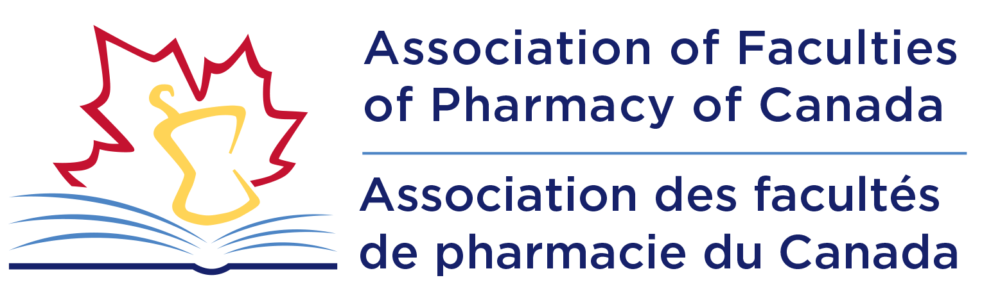 Association of Faculties
of Pharmacy of Canada
Association des facultés
de pharmacie du Canada